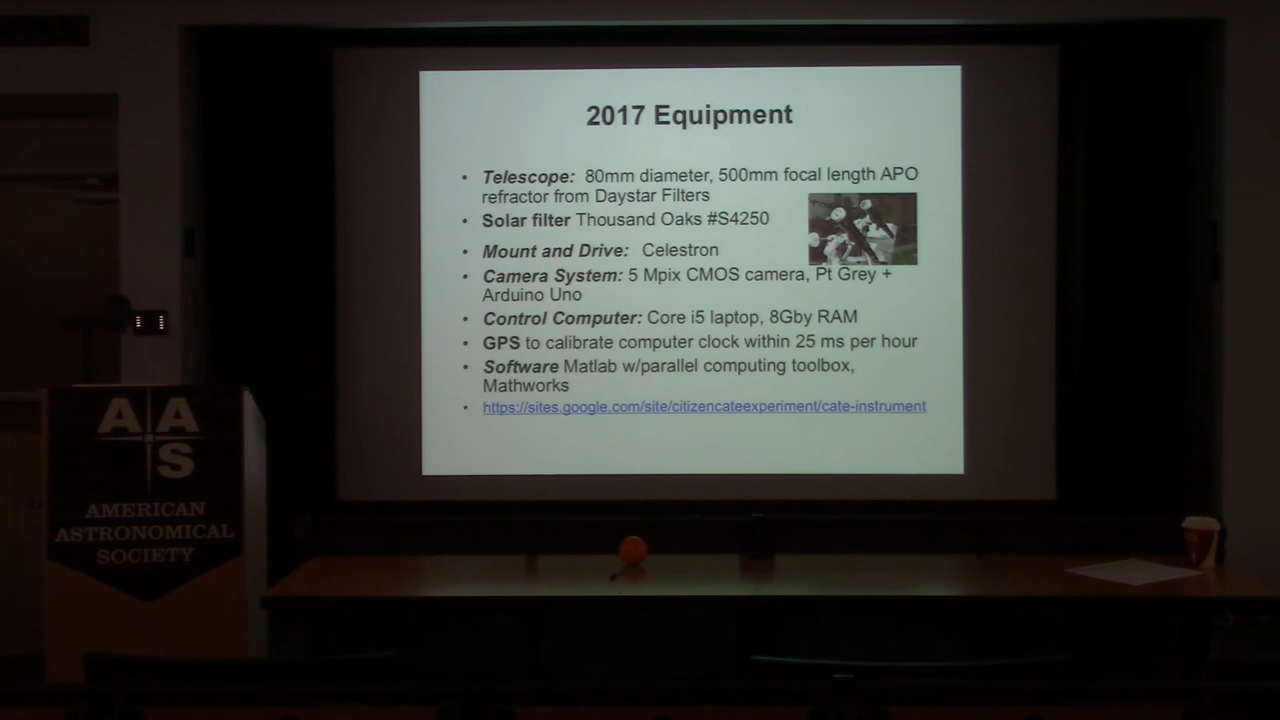 2017 Equipment
• Telescope: 80mm diameter, 500mm focal length APO
refractor from Daystar Filters
• Solar filter Thousand Oaks #S4250
• Mount and Drive: Celestron
• Camera System: 5 Mpix CMOS camera, Pt Grey +
Arduino Uno
• Control Computer: Core i5 laptop, 8Gby RAM
• GPS to calibrate computer clock within 25 ms per hour
• Software Matlab w/parallel computing toolbox,
Mathworks
• https://sites.google.com/site/citizencateexperiment/cate-instrument
A A
S
AMERICAN
ASTRONOMICAL
SOCIETY